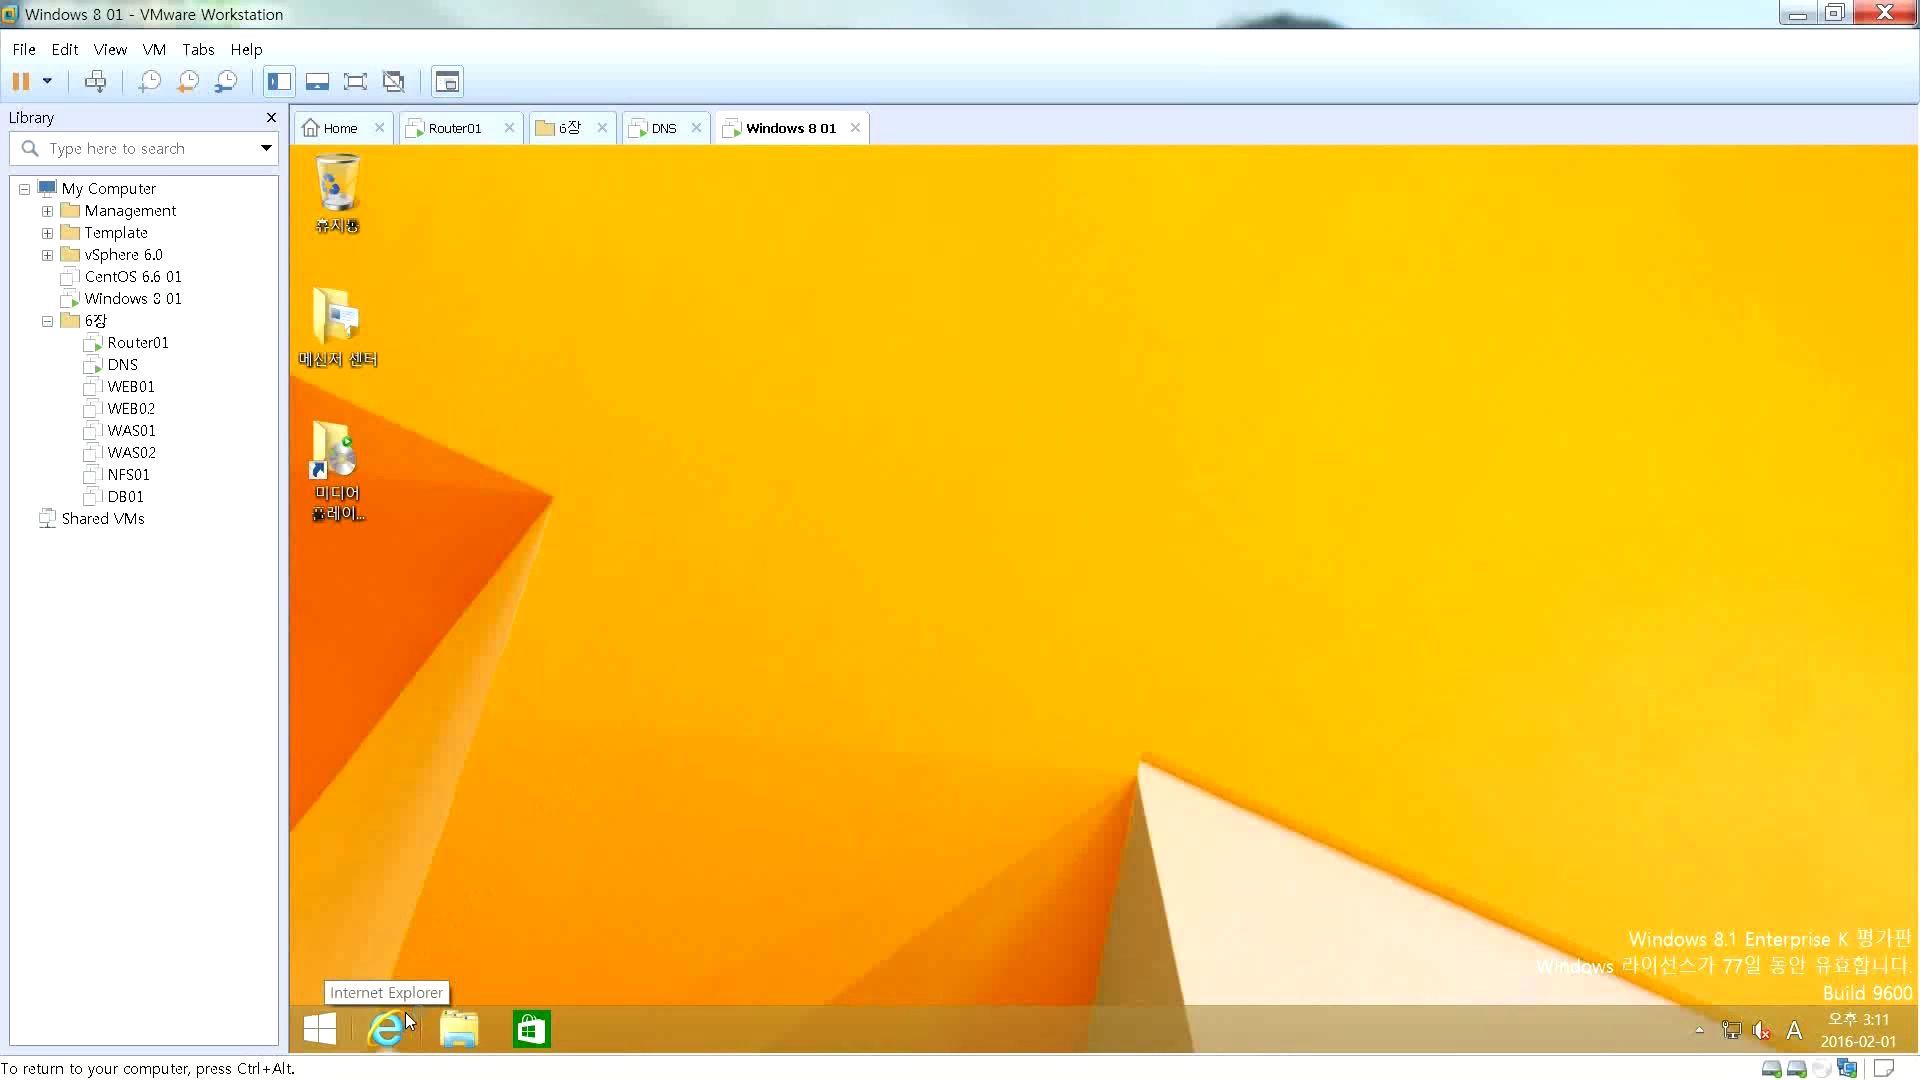 Windows 8 01 - VMware Workstation
File Edit View VM Tabs Help
Library
Type here to search
My Computer
Management
Template
vSphere 6.0
CentOS 6.6 01
Windows 8 01
6장
Router01
DNS
WEB01
WEB02
WAS01
WAS02
NFS01
DB01
Shared VMs
Home
Router01
6장
DNS
Windows 8 01
휴지통
메신저 센터
미디어
플레이...
Internet Explorer
Windows 8.1 Enterprise K 평가판
Windows 라이선스가 77일 동안 유효합니다.
Build 9600
A
오후 3:11
2016-02-01
To return to your computer, press Ctrl+Alt.